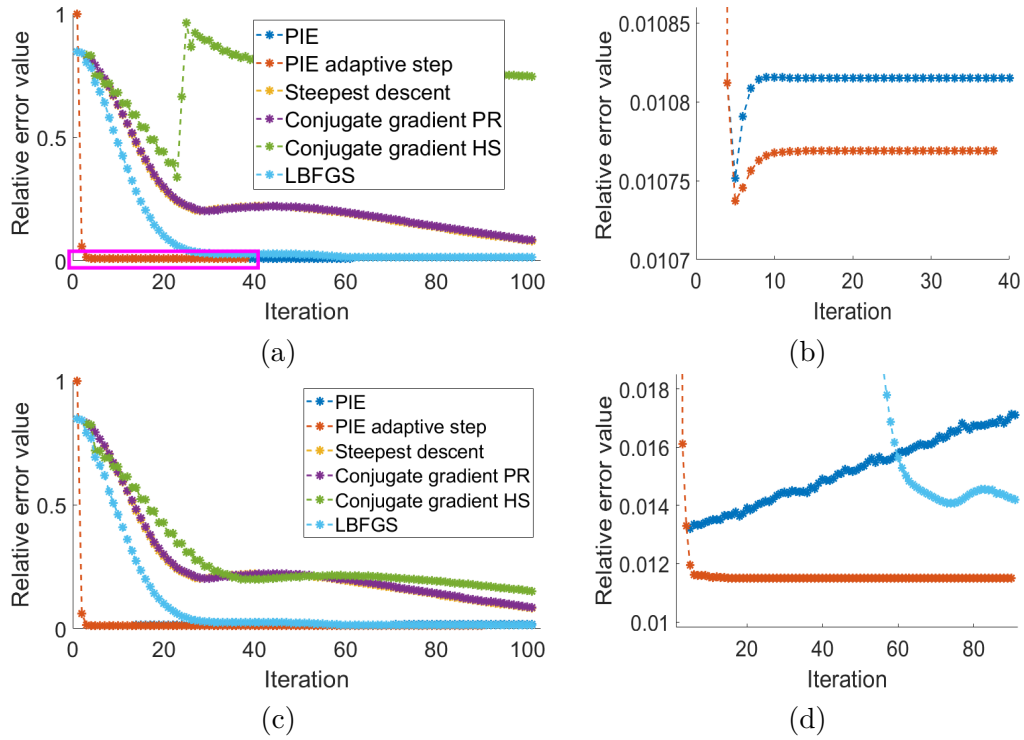 1
0.5
0
Relative error value
0 20 40 60 80 100
Iteration
PIE
PIE adaptive step
Steepest descent
Conjugate gradient PR
Conjugate gradient HS
LBFGS
(a)
0.01085
0.0108
0.01075
0.0107
Relative error value
0 10 20 30 40
Iteration
(b)
1
0.5
0
Relative error value
0 20 40 60 80 100
Iteration
PIE
PIE adaptive step
Steepest descent
Conjugate gradient PR
Conjugate gradient HS
LBFGS
(c)
0.018
0.016
0.014
0.012
0.01
Relative error value
20 40 60 80
Iteration
(d)